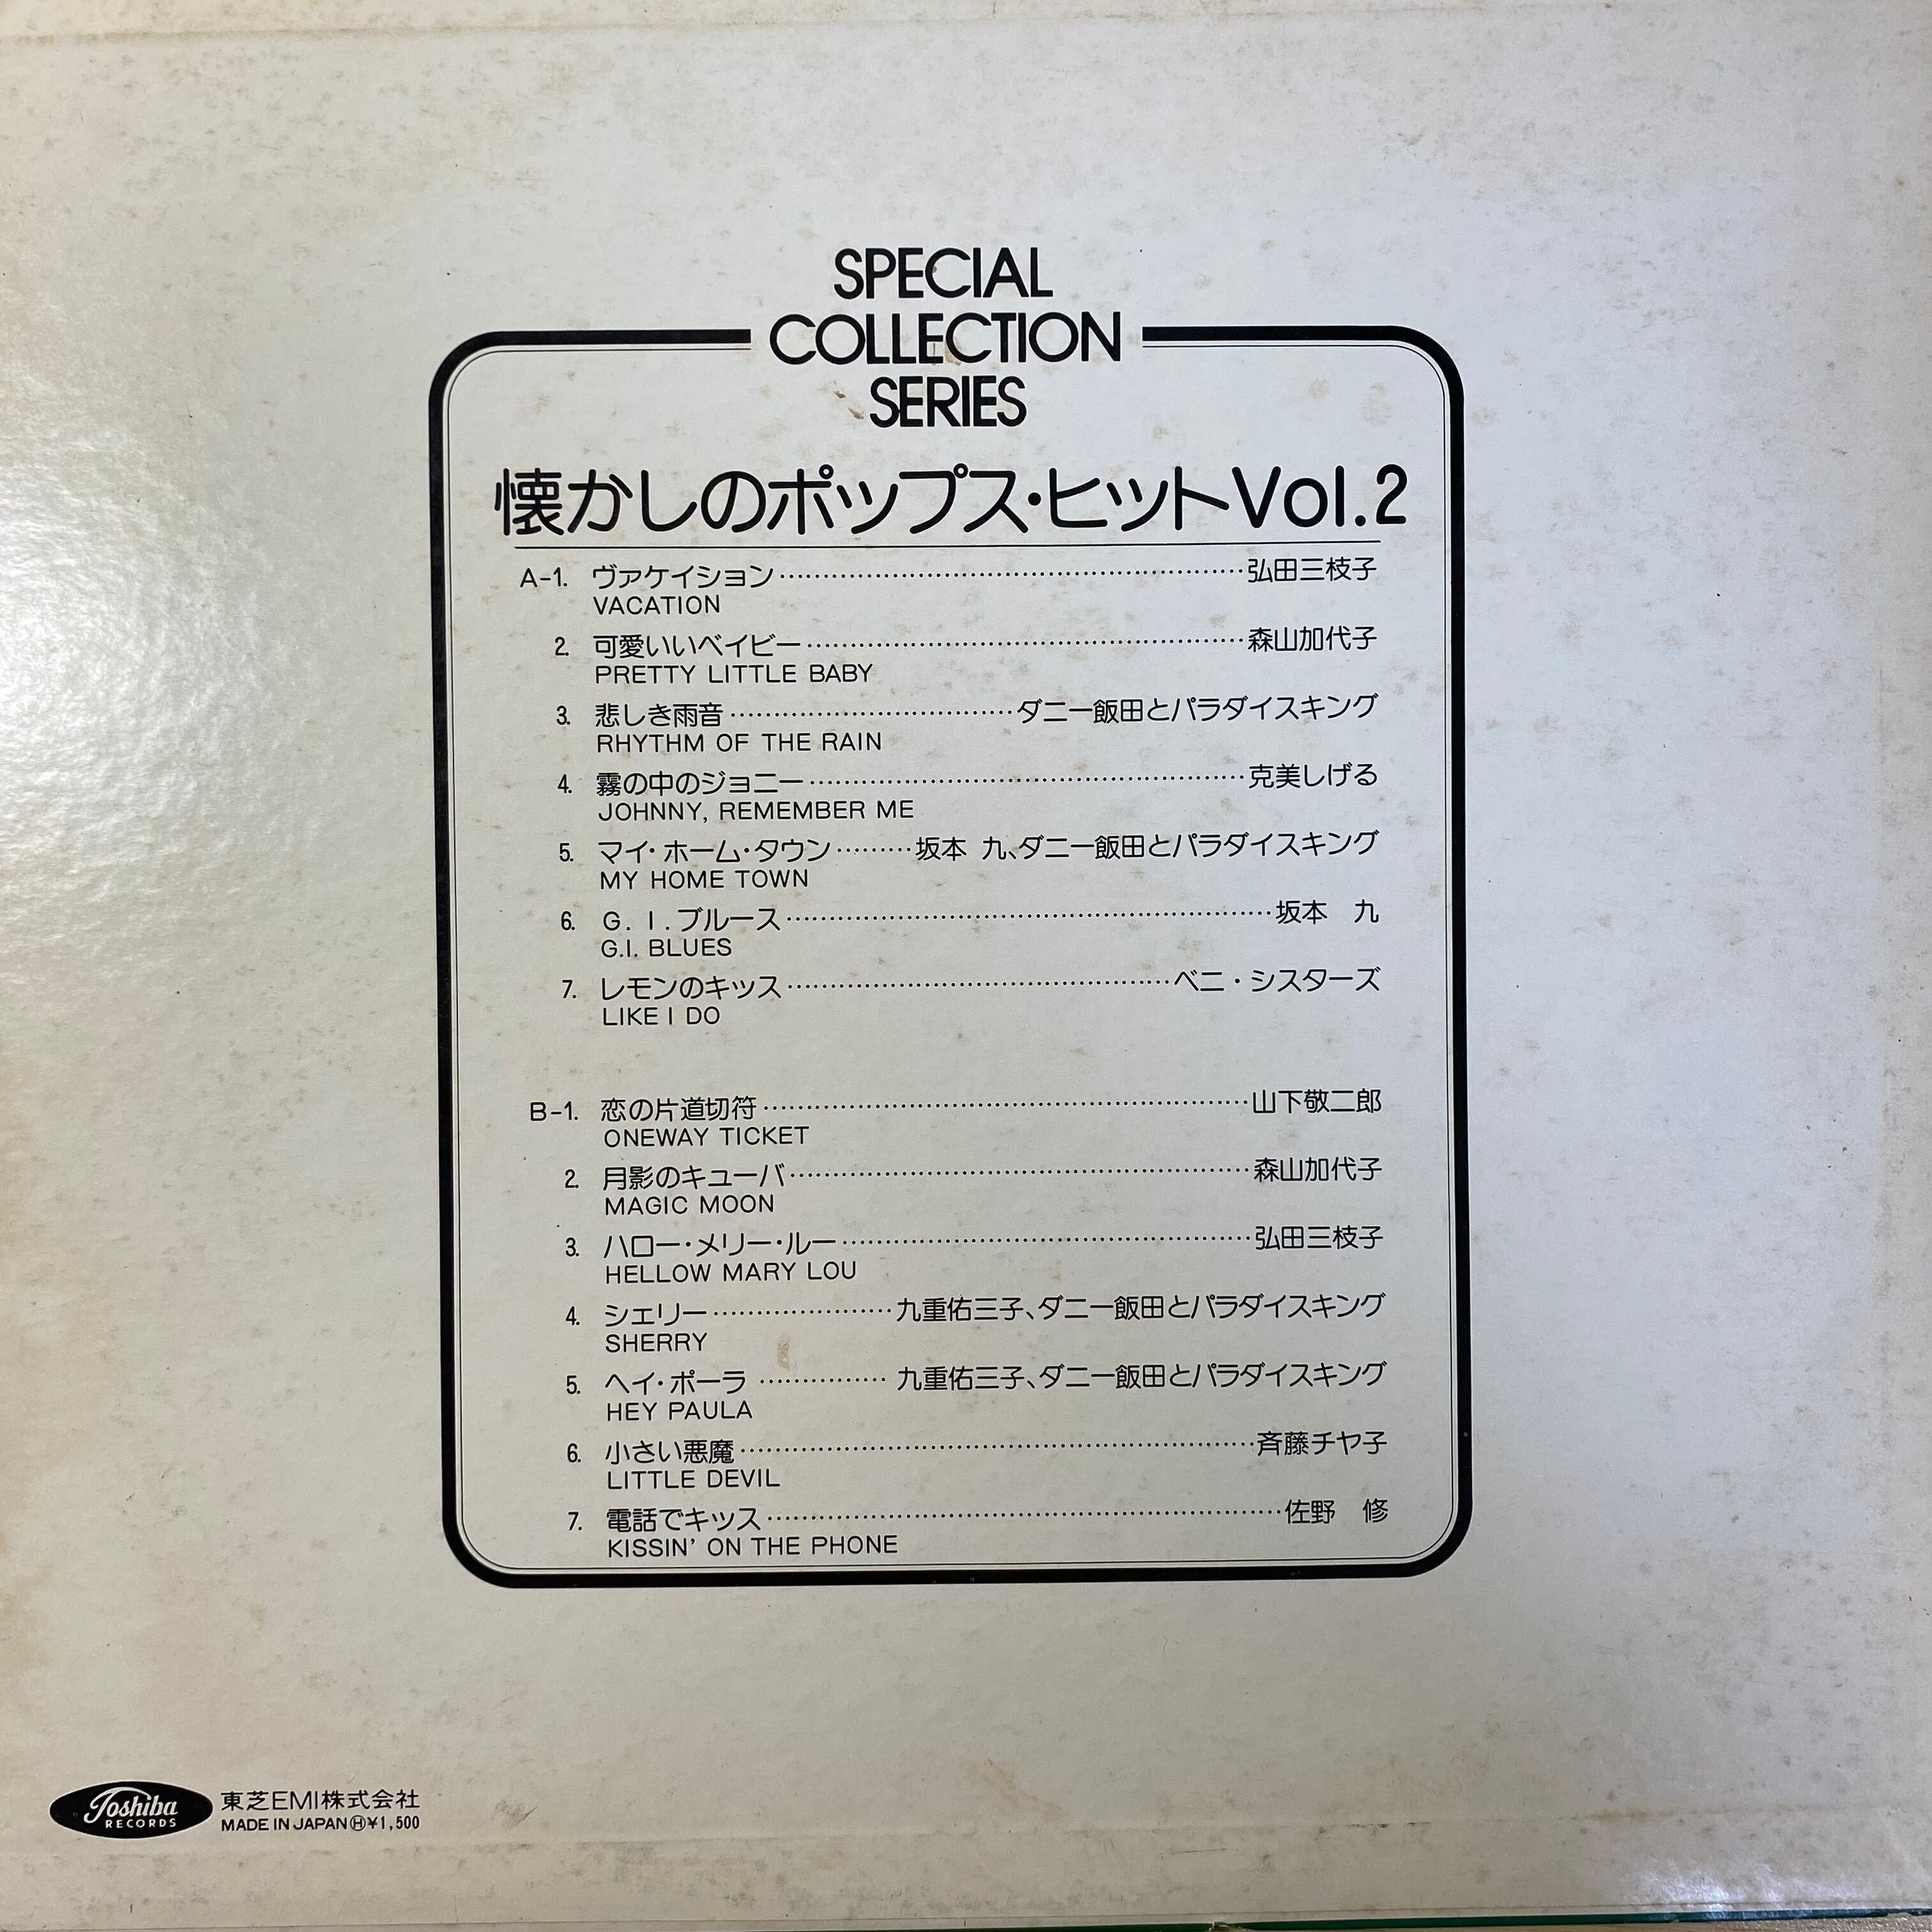 SPECIAL
COLLECTION
SERIES
懐かしのポップス・ヒットVol.2
A-1. ヴァケイション……………………弘田三枝子
VACATION
2. 可愛いいベイビー……………………森山加代子
PRETTY LITTLE BABY
3. 悲しき雨音……………ダニー飯田とパラダイスキング
RHYTHM OF THE RAIN
4. 霧の中のジョニー……………………克美しげる
JOHNNY, REMEMBER ME
5. マイ・ホーム・タウン………坂本 九、ダニー飯田とパラダイスキング
MY HOME TOWN
6. G.I.ブルース……………………坂本 九
G.I. BLUES
7. レモンのキッス……………………ベニ・シスターズ
LIKE I DO
B-1. 恋の片道切符……………………山下敬二郎
ONEWAY TICKET
2. 月影のキューバ……………………森山加代子
MAGIC MOON
3. ハロー・メリー・ルー……………………弘田三枝子
HELLOW MARY LOU
4. シェリー…………九重佑三子、ダニー飯田とパラダイスキング
SHERRY
5. ヘイ・ポーラ…………九重佑三子、ダニー飯田とパラダイスキング
HEY PAULA
6. 小さい悪魔……………………斉藤チヤ子
LITTLE DEVIL
7. 電話でキッス……………………佐野 修
KISSIN' ON THE PHONE
Toshiba
RECORDS
東芝EMI株式会社
MADE IN JAPAN Ⓗ¥1,500